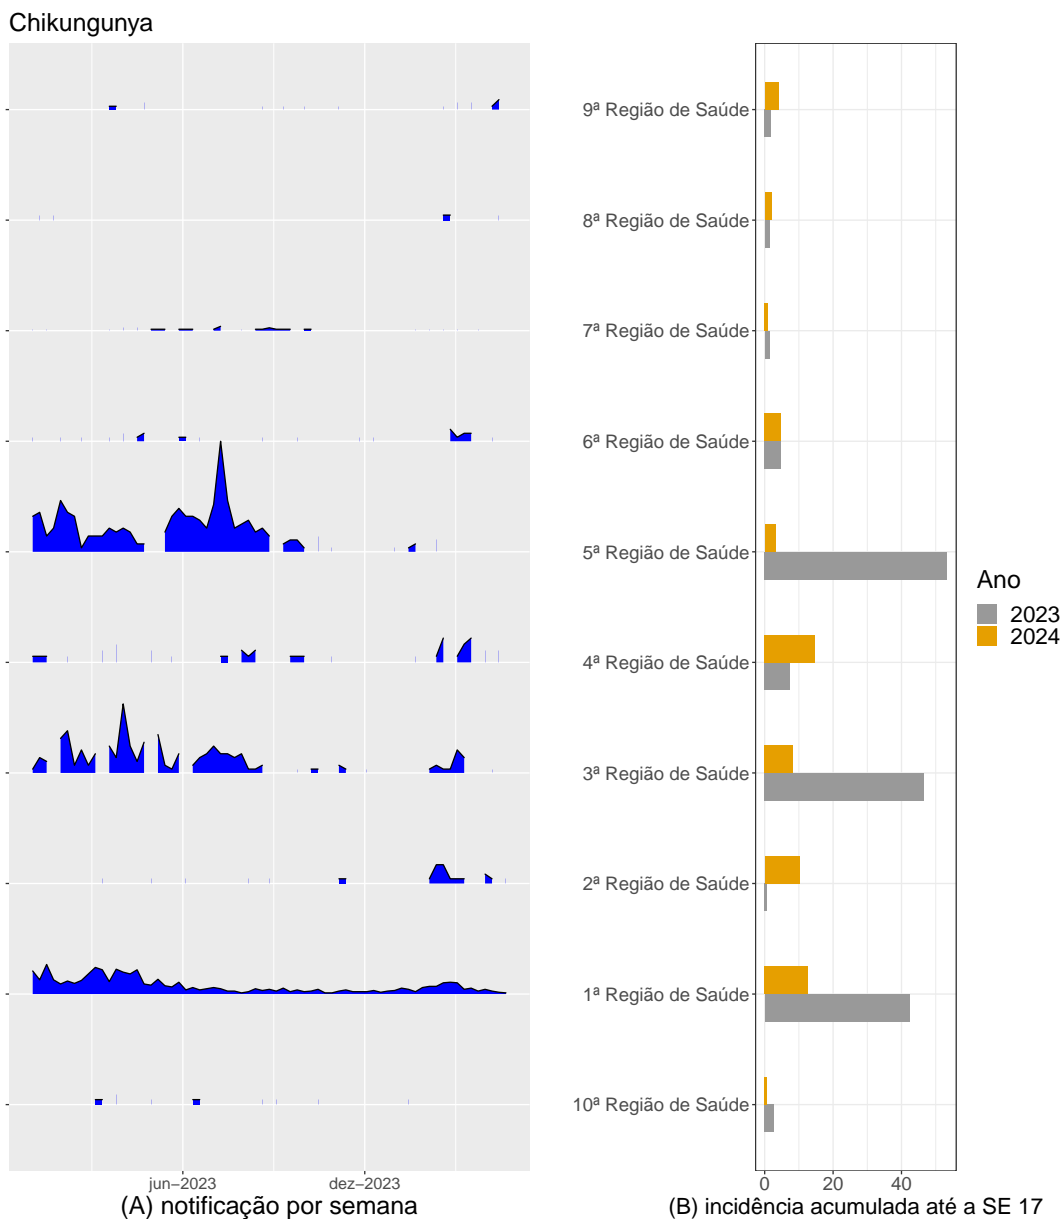 Chikungunya
9ª Região de Saúde
8ª Região de Saúde
7ª Região de Saúde
6ª Região de Saúde
5ª Região de Saúde
4ª Região de Saúde
3ª Região de Saúde
2ª Região de Saúde
1ª Região de Saúde
10ª Região de Saúde
Ano
2023
2024
jun−2023 dez−2023
0 20 40
(A) notificação por semana
(B) incidência acumulada até a SE 17